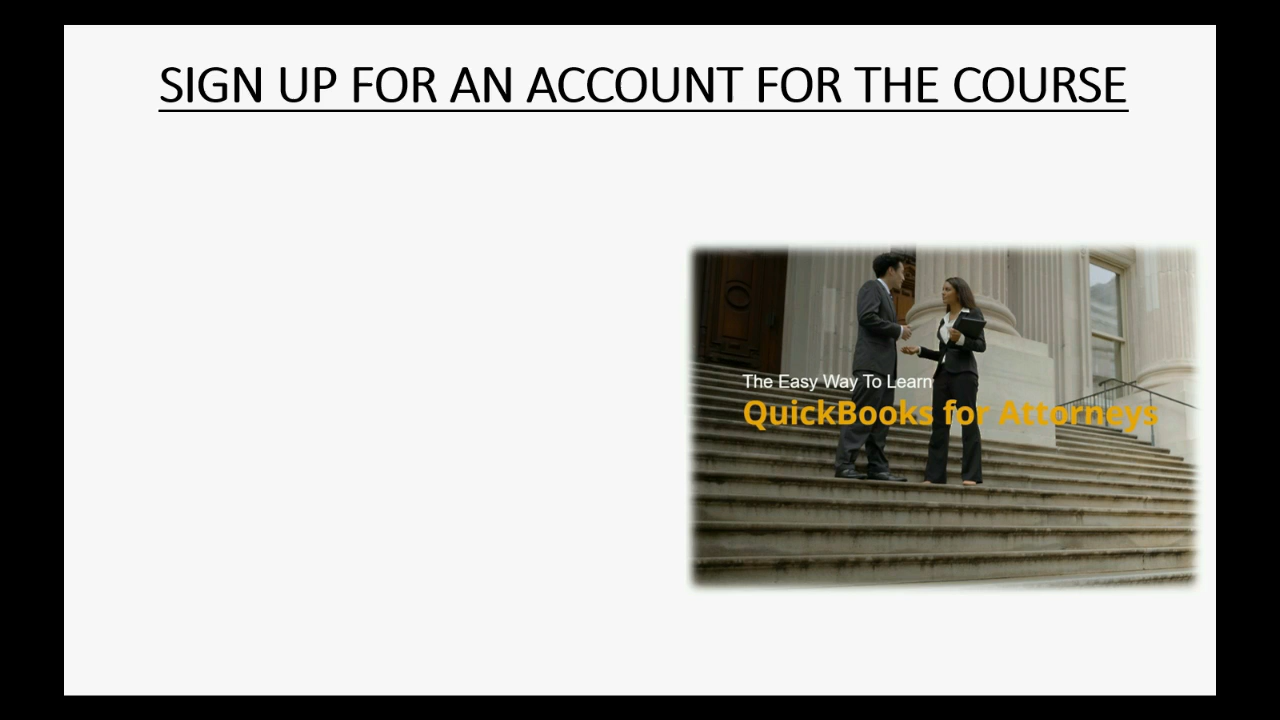 SIGN UP FOR AN ACCOUNT FOR THE COURSE
The Easy Way To Learn
QuickBooks for Attorneys